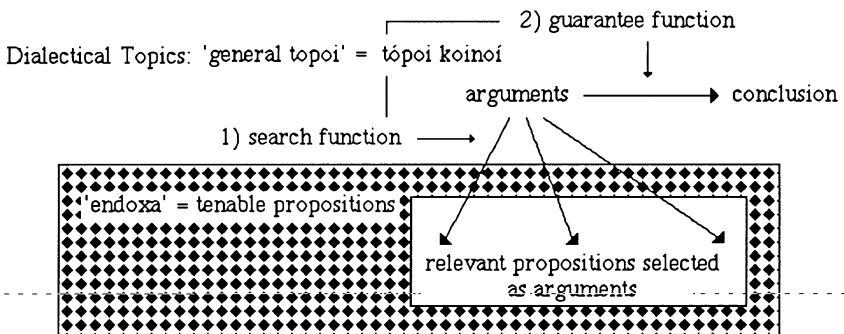 2) guarantee function
Dialectical Topics: 'general topoi' = tópoi koinoí
arguments
conclusion
1) search function
'endoxa' = tenable propositions
relevant propositions selected
as arguments